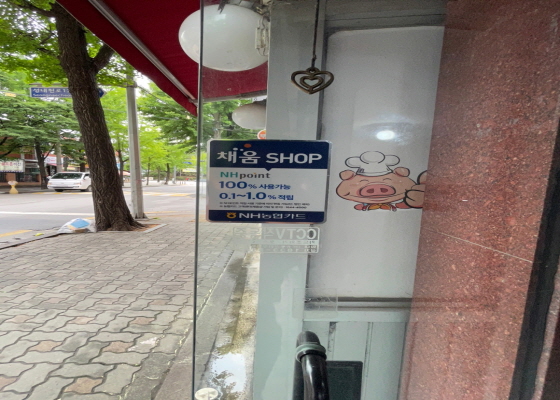 채움 SHOP
NHpoint
100% 사용가능
0.1~1.0% 적립
NH농협카드
CCTV